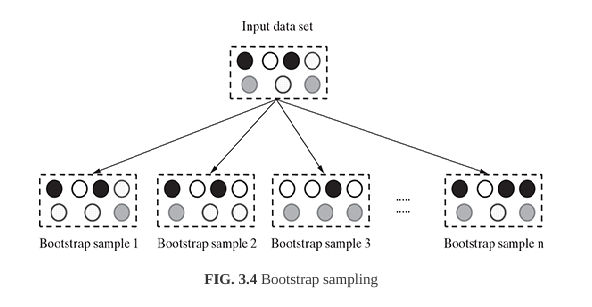 Input data set
Bootstrap sample 1
Bootstrap sample 2
Bootstrap sample 3
.....
.....
Bootstrap sample n
FIG. 3.4 Bootstrap sampling